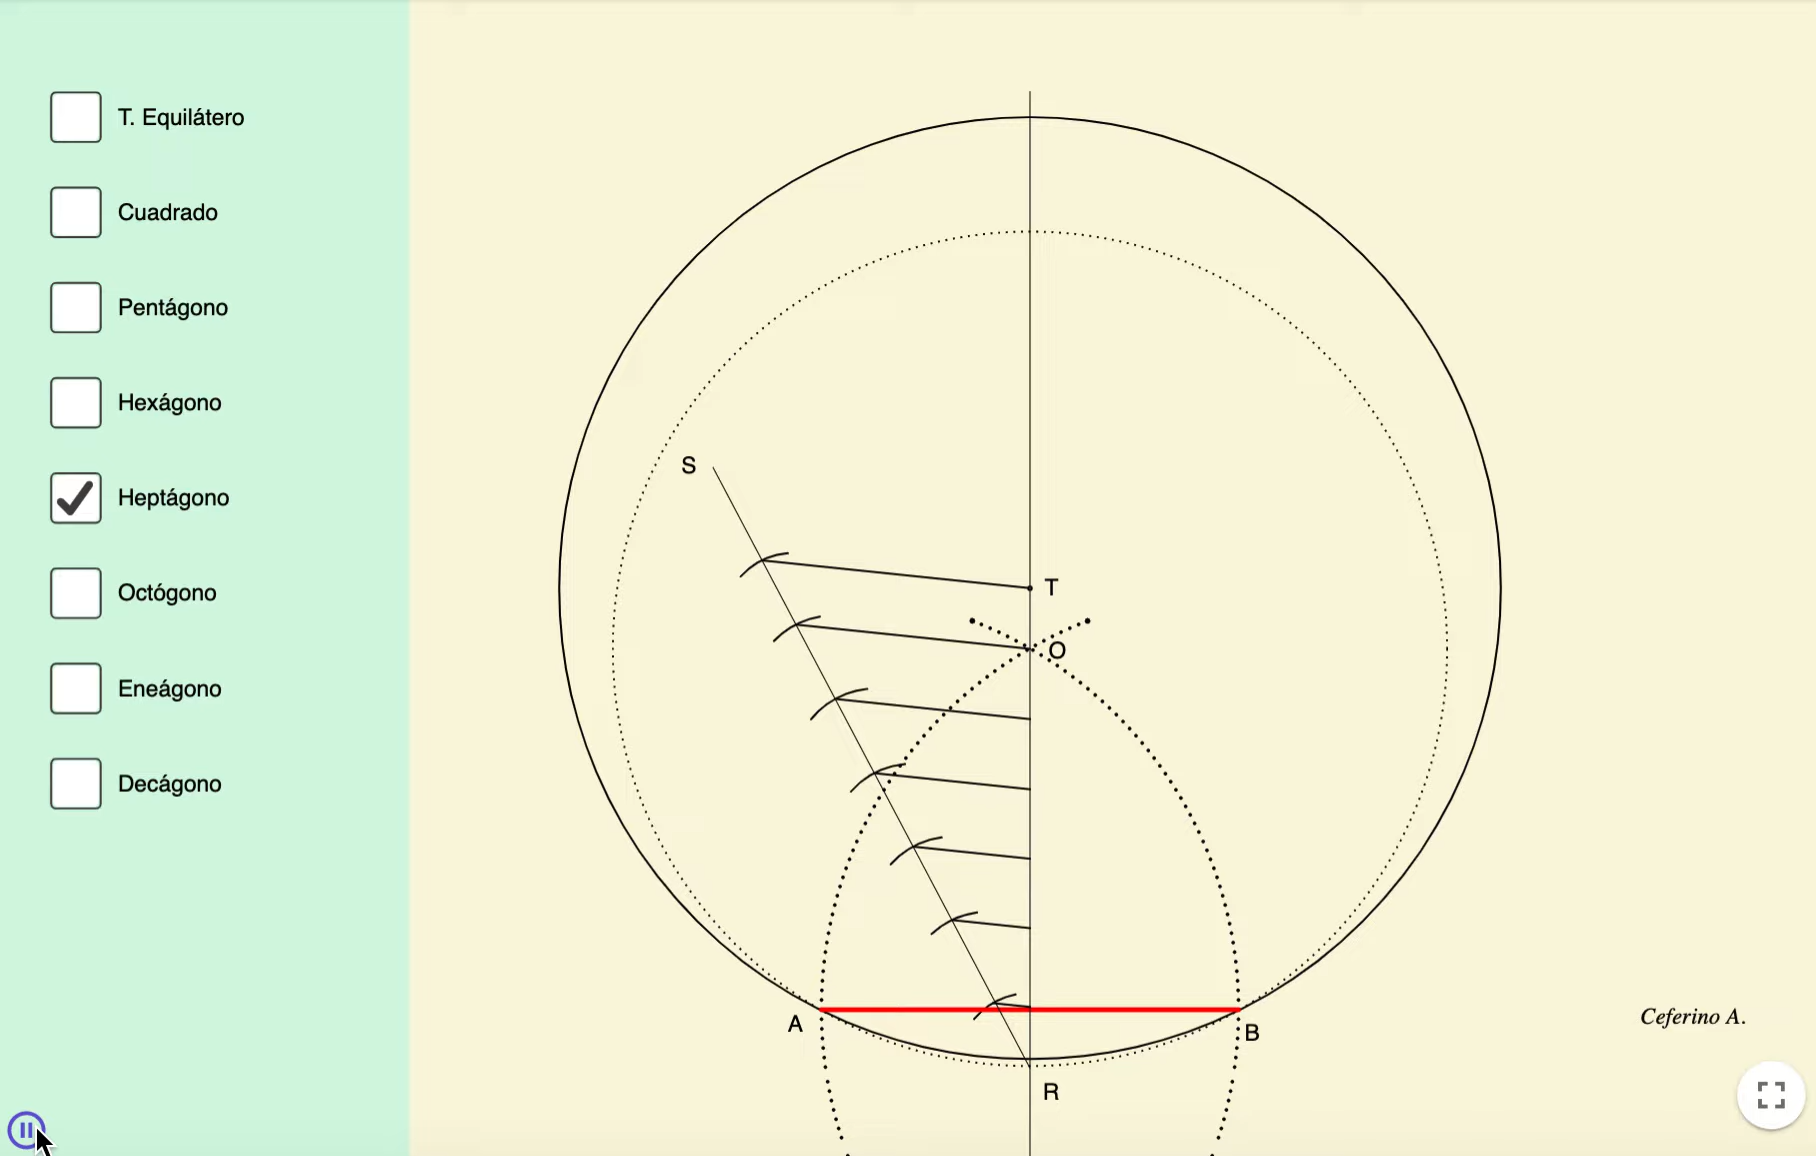 T. Equilátero
Cuadrado
Pentágono
Hexágono
Heptágono
Octógono
Eneágono
Decágono
S
T
O
A
B
R
Ceferino A.